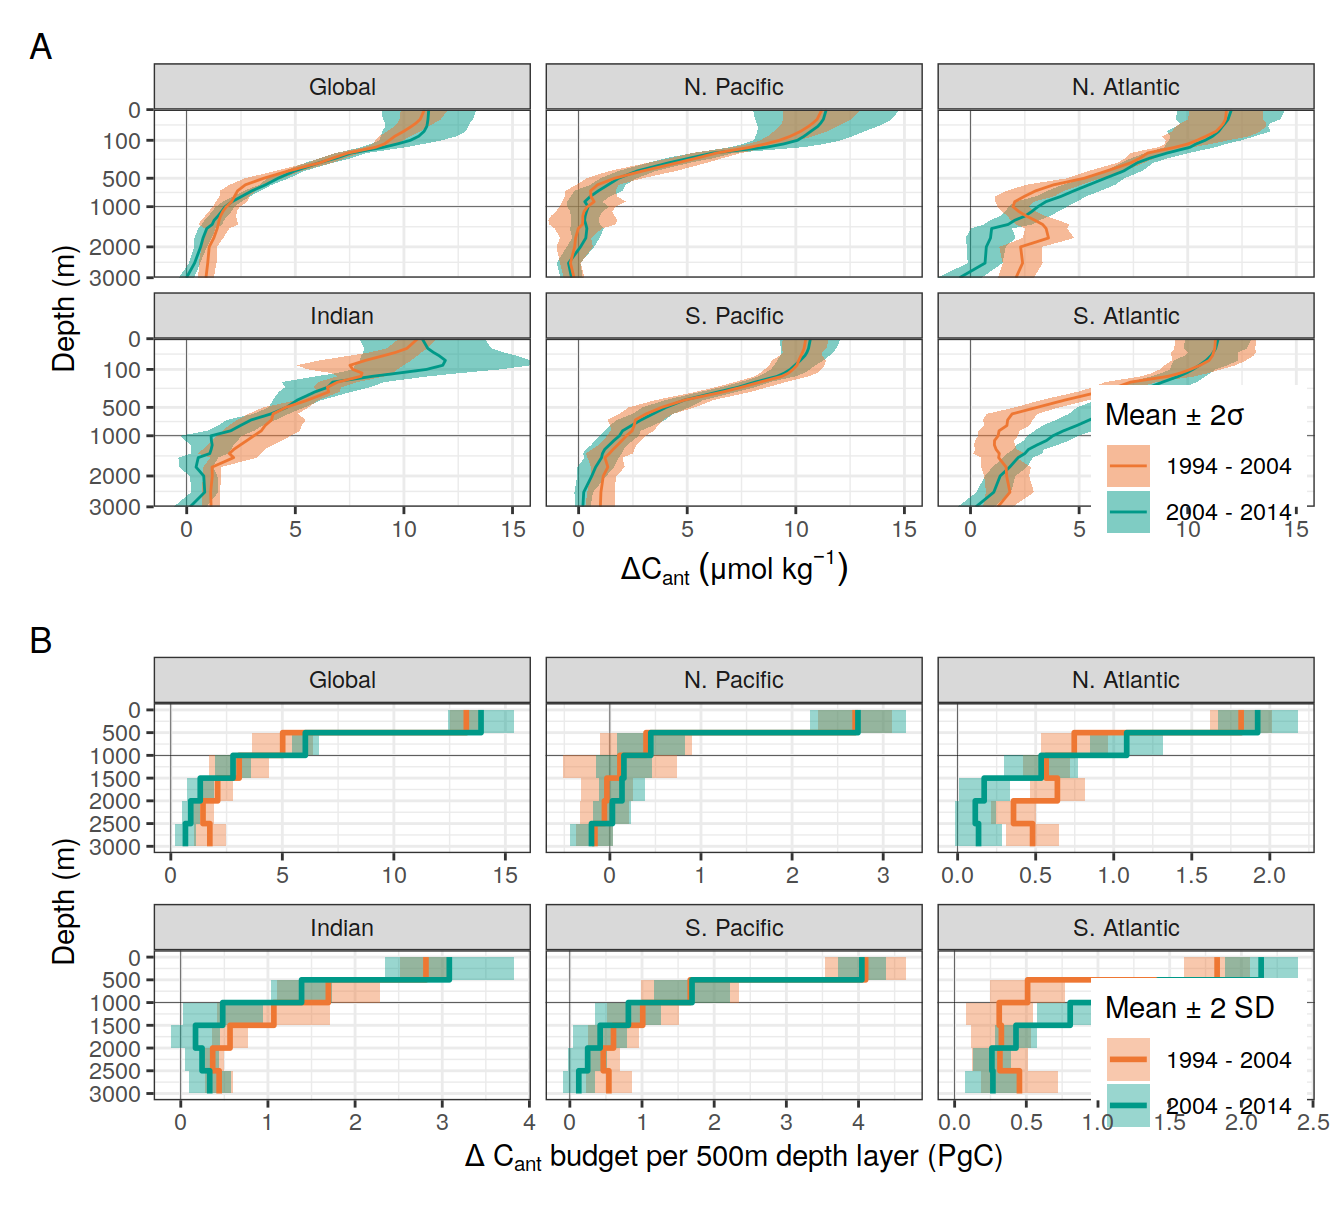 A
Global
N. Pacific
N. Atlantic
0
100
500
1000
2000
3000
Indian
S. Pacific
S. Atlantic
0
100
500
1000
2000
3000
Depth (m)
Mean ± 2σ
1994 - 2004
2004 - 2014
0 5 10 15
0 5 10 15
0 5 10 15
ΔCant (μmol kg⁻¹)
B
Global
N. Pacific
N. Atlantic
0
500
1000
1500
2000
2500
3000
0 5 10 15
0 1 2 3
0.0 0.5 1.0 1.5 2.0
Indian
S. Pacific
S. Atlantic
0
500
1000
1500
2000
2500
3000
Depth (m)
Mean ± 2 SD
1994 - 2004
2004 - 2014
0 1 2 3 4
0 1 2 3 4
0.0 0.5 1.0 1.5 2.0 2.5
Δ Cant budget per 500m depth layer (PgC)